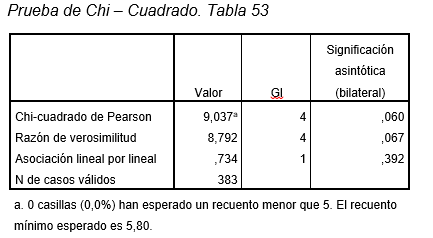 Prueba de Chi – Cuadrado. Tabla 53
Significación
asintótica
Valor Gl (bilateral)
Chi-cuadrado de Pearson 9,037a 4 ,060
Razón de verosimilitud 8,792 4 ,067
Asociación lineal por lineal ,734 1 ,392
N de casos válidos 383
a. 0 casillas (0,0%) han esperado un recuento menor que 5. El recuento
mínimo esperado es 5,80.